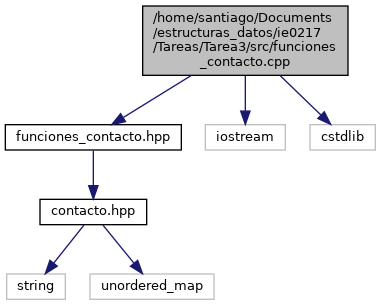 /home/santiago/Documents
/estructuras_datos/ie0217
/Tareas/Tarea3/src/funciones
_contacto.cpp
funciones_contacto.hpp
iostream
cstdlib
contacto.hpp
string
unordered_map